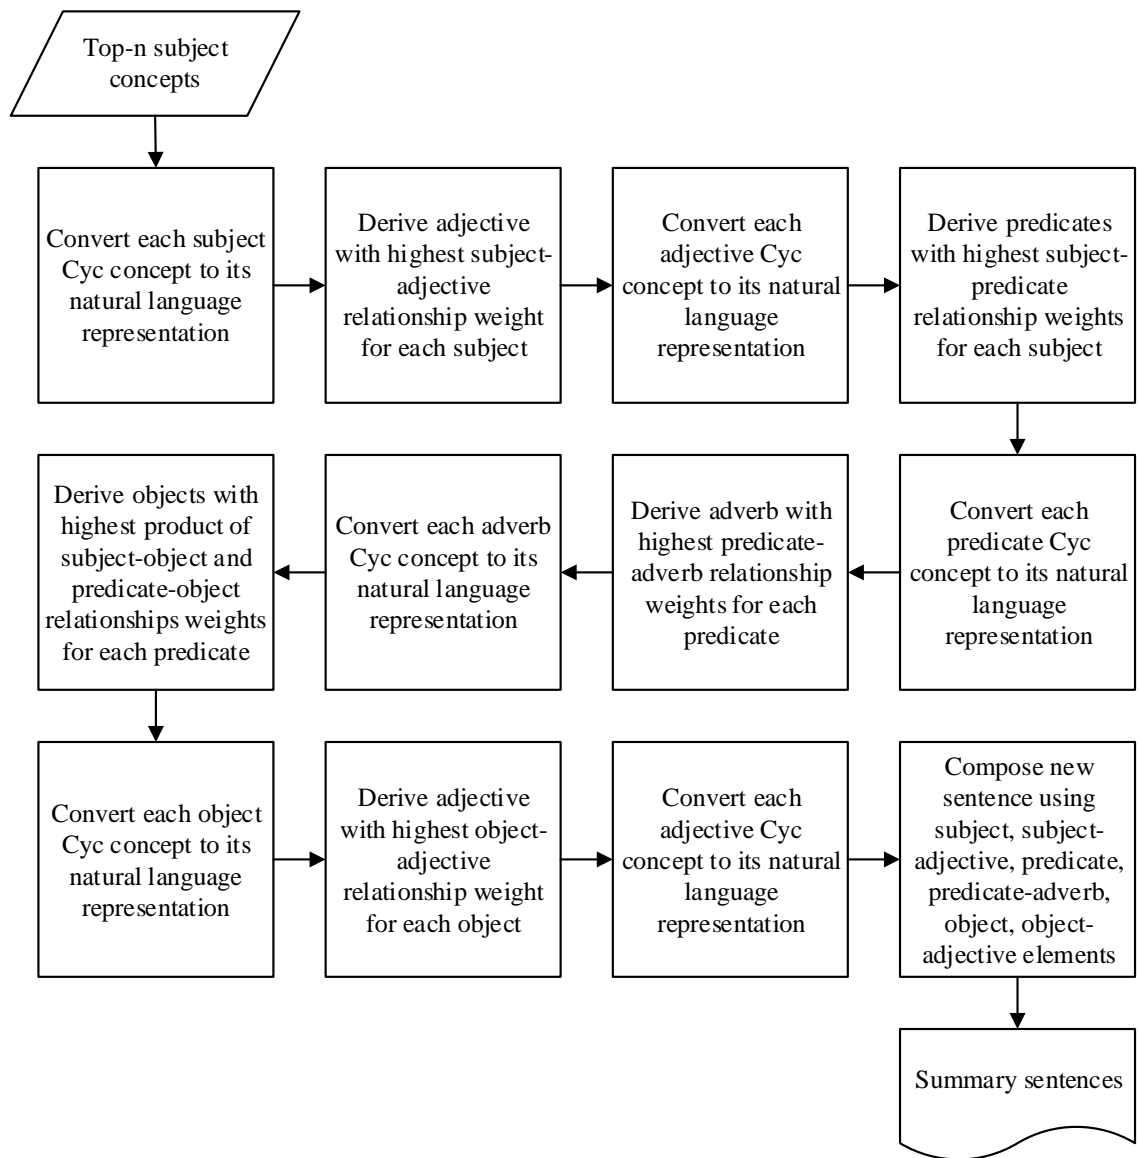 Top-n subject
concepts
Convert each subject
Cyc concept to its
natural language
representation
Derive adjective
with highest subject-
adjective
relationship weight
for each subject
Convert each
adjective Cyc
concept to its natural
language
representation
Derive predicates
with highest subject-
predicate
relationship weights
for each subject
Convert each
predicate Cyc
concept to its natural
language
representation
Derive adverb with
highest predicate-
adverb relationship
weights for each
predicate
Convert each adverb
Cyc concept to its
natural language
representation
Derive objects with
highest product of
subject-object and
predicate-object
relationships weights
for each predicate
Convert each object
Cyc concept to its
natural language
representation
Derive adjective
with highest object-
adjective
relationship weight
for each object
Convert each
adjective Cyc
concept to its natural
language
representation
Compose new
sentence using
subject, subject-
adjective, predicate,
predicate-adverb,
object, object-
adjective elements
Summary sentences